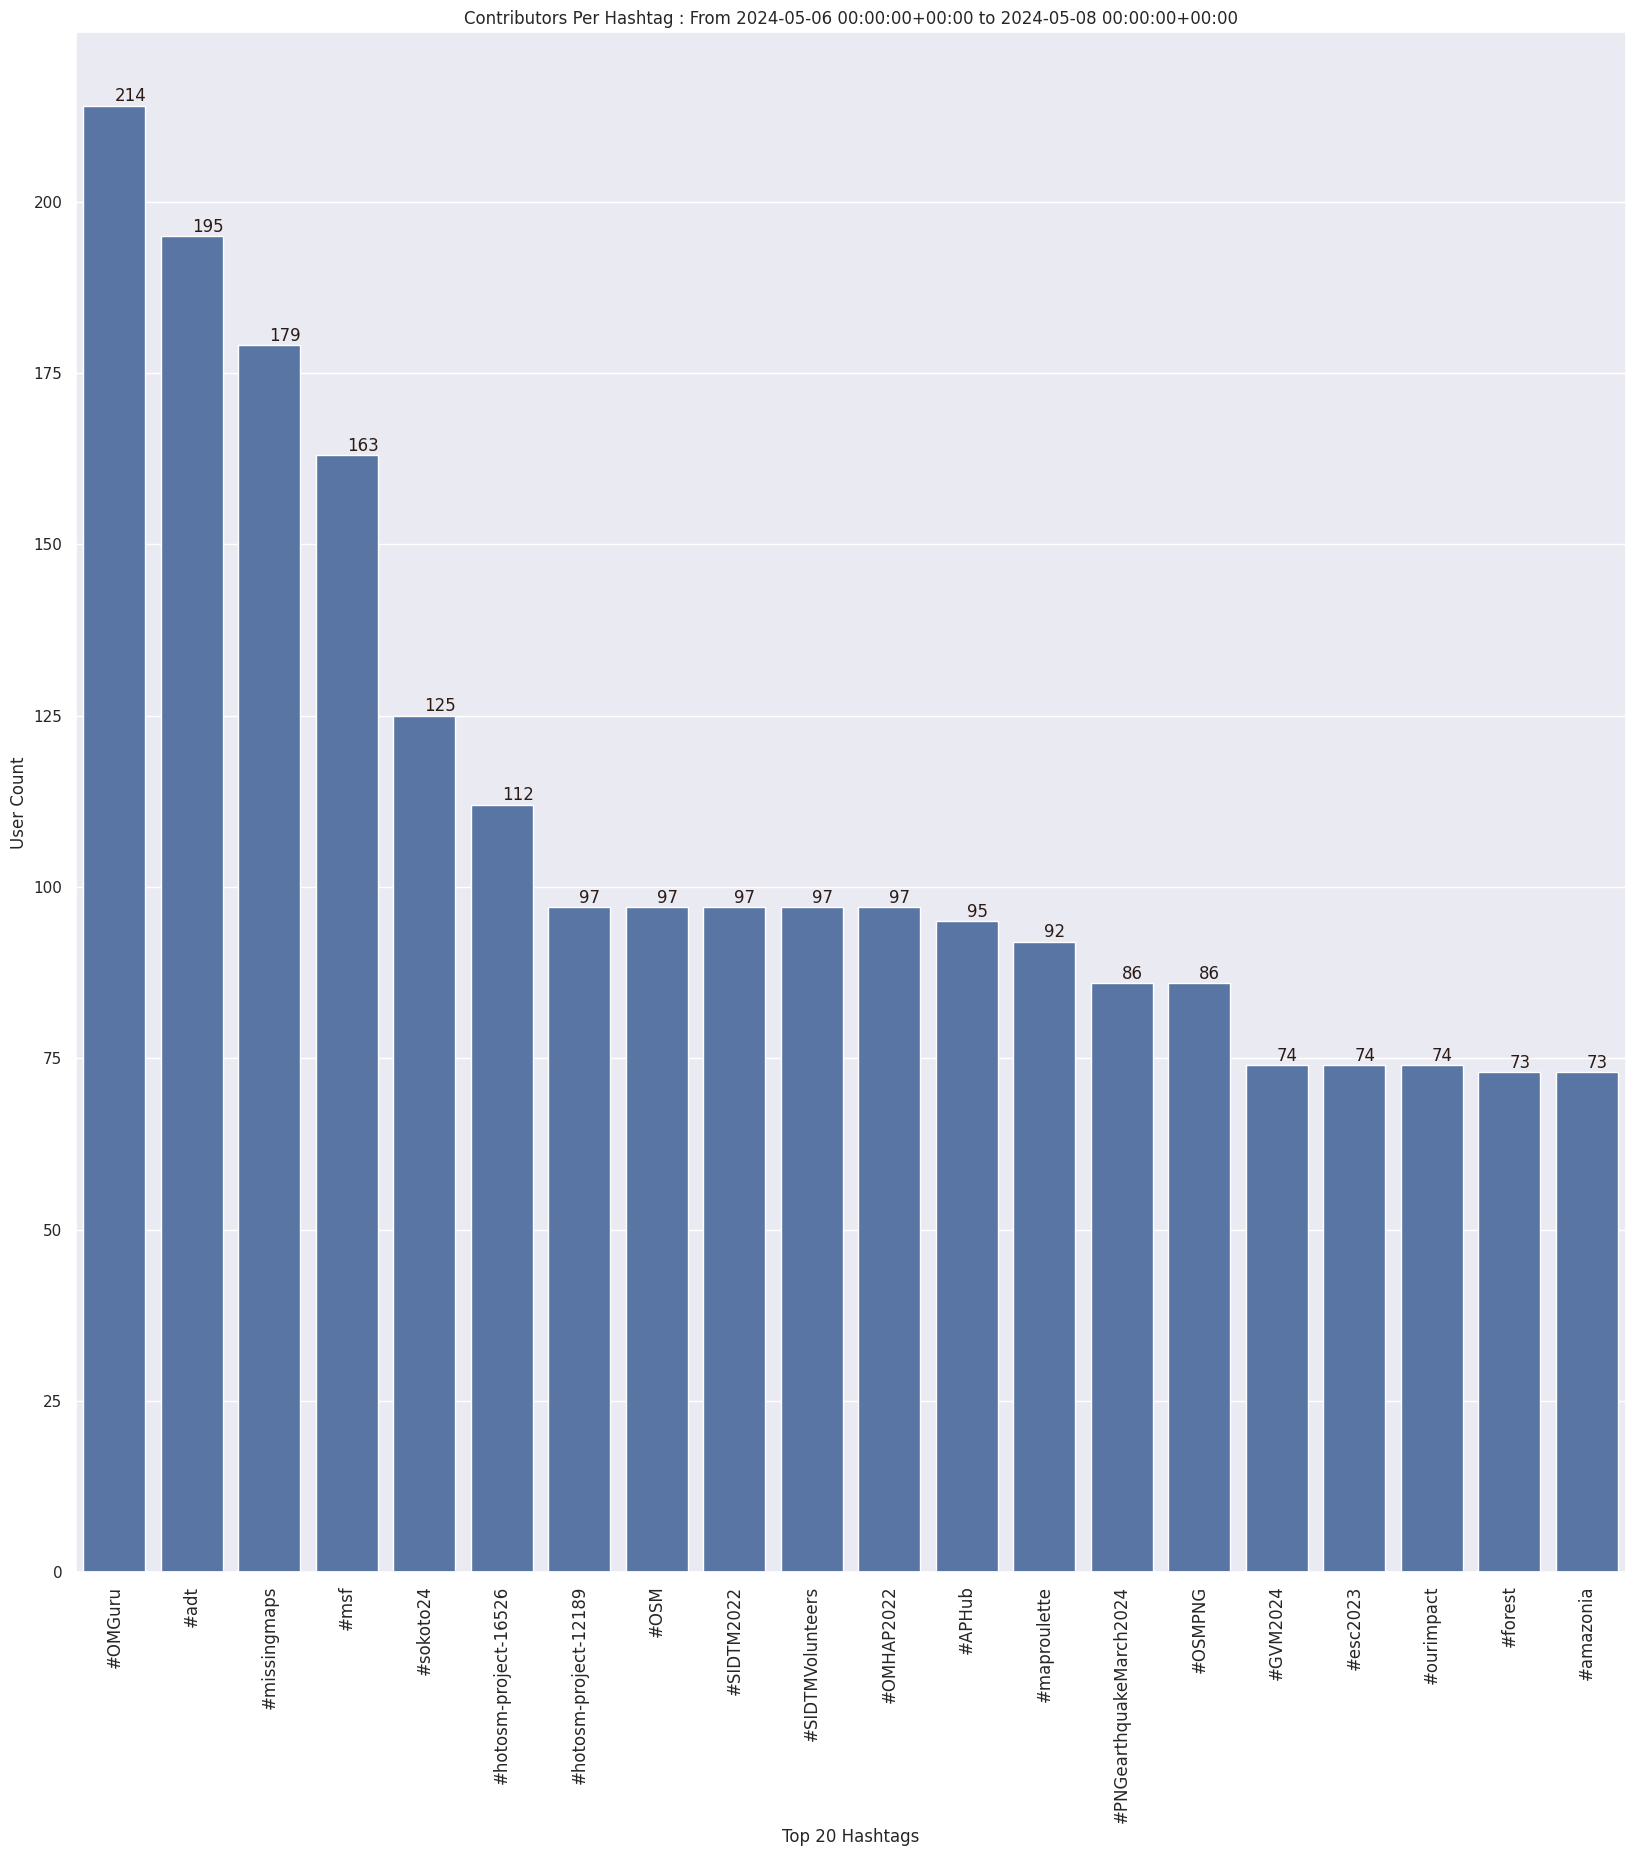 Contributors Per Hashtag : From 2024-05-06 00:00:00+00:00 to 2024-05-08 00:00:00+00:00
User Count
200
175
150
125
100
75
50
25
0
214
195
179
163
125
112
97
97
97
97
97
95
92
86
86
74
74
74
73
73
#OMGuru
#adt
#missingmaps
#msf
#sokoto24
#hotosm-project-16526
#hotosm-project-12189
#OSM
#SIDTM2022
#SIDTMVolunteers
#OMHAP2022
#APHub
#maproulette
#PNGearthquakeMarch2024
#OSMPNG
#GVM2024
#esc2023
#ourimpact
#forest
#amazonia
Top 20 Hashtags